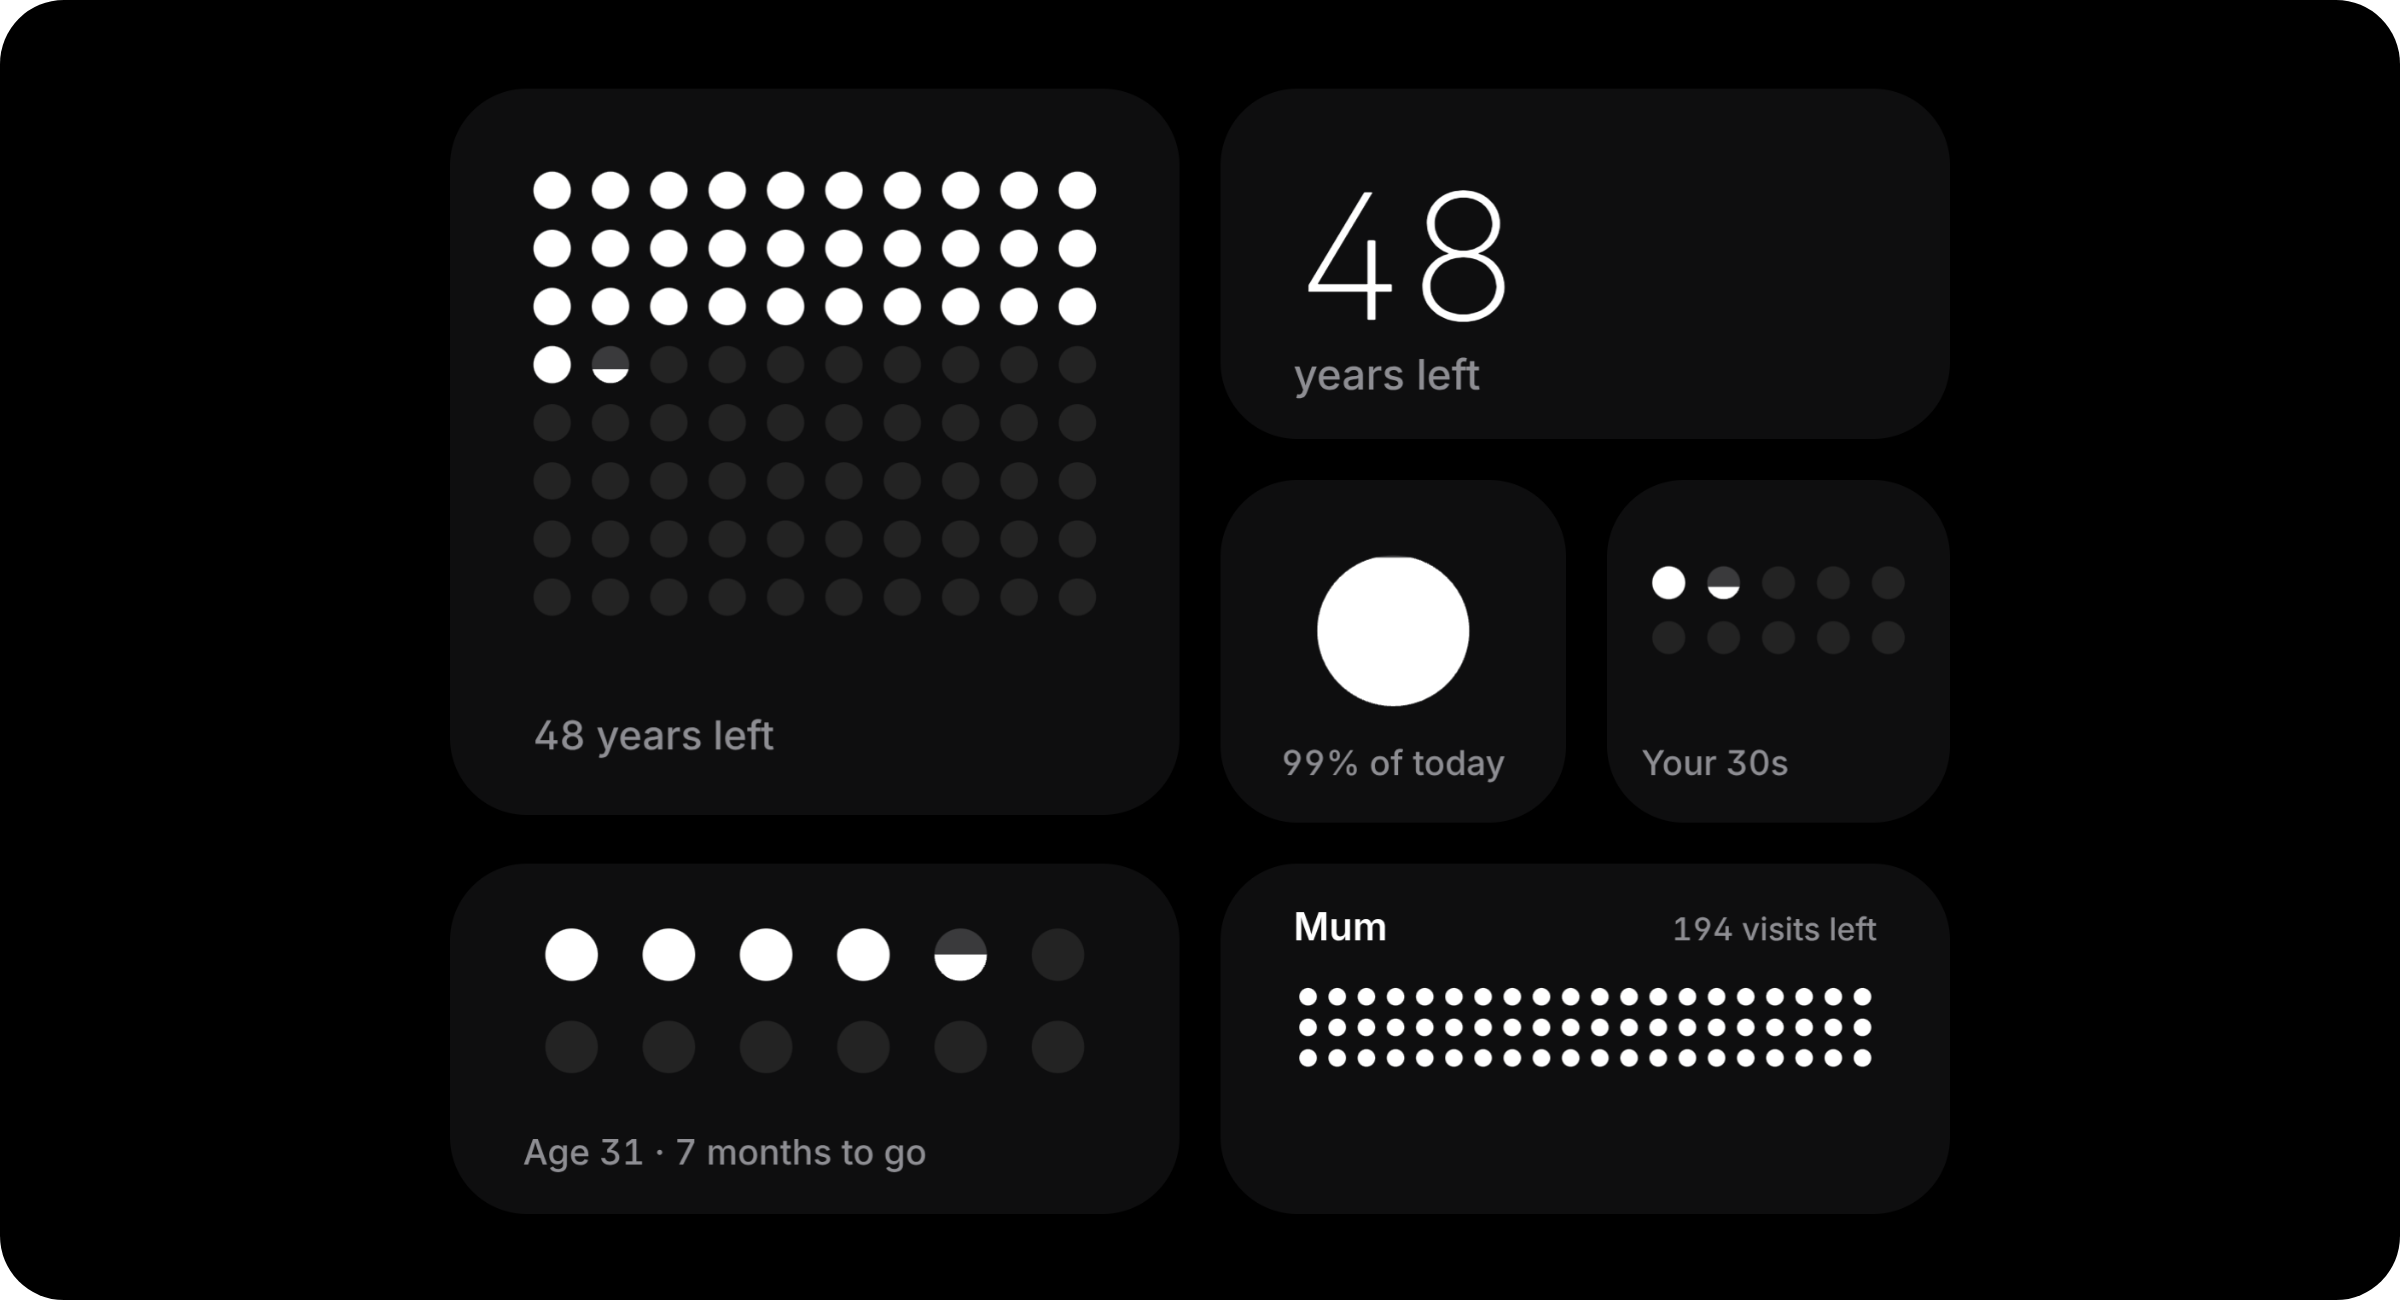 48 years left
48
years left
99% of today
Your 30s
Age 31 · 7 months to go
Mum
194 visits left